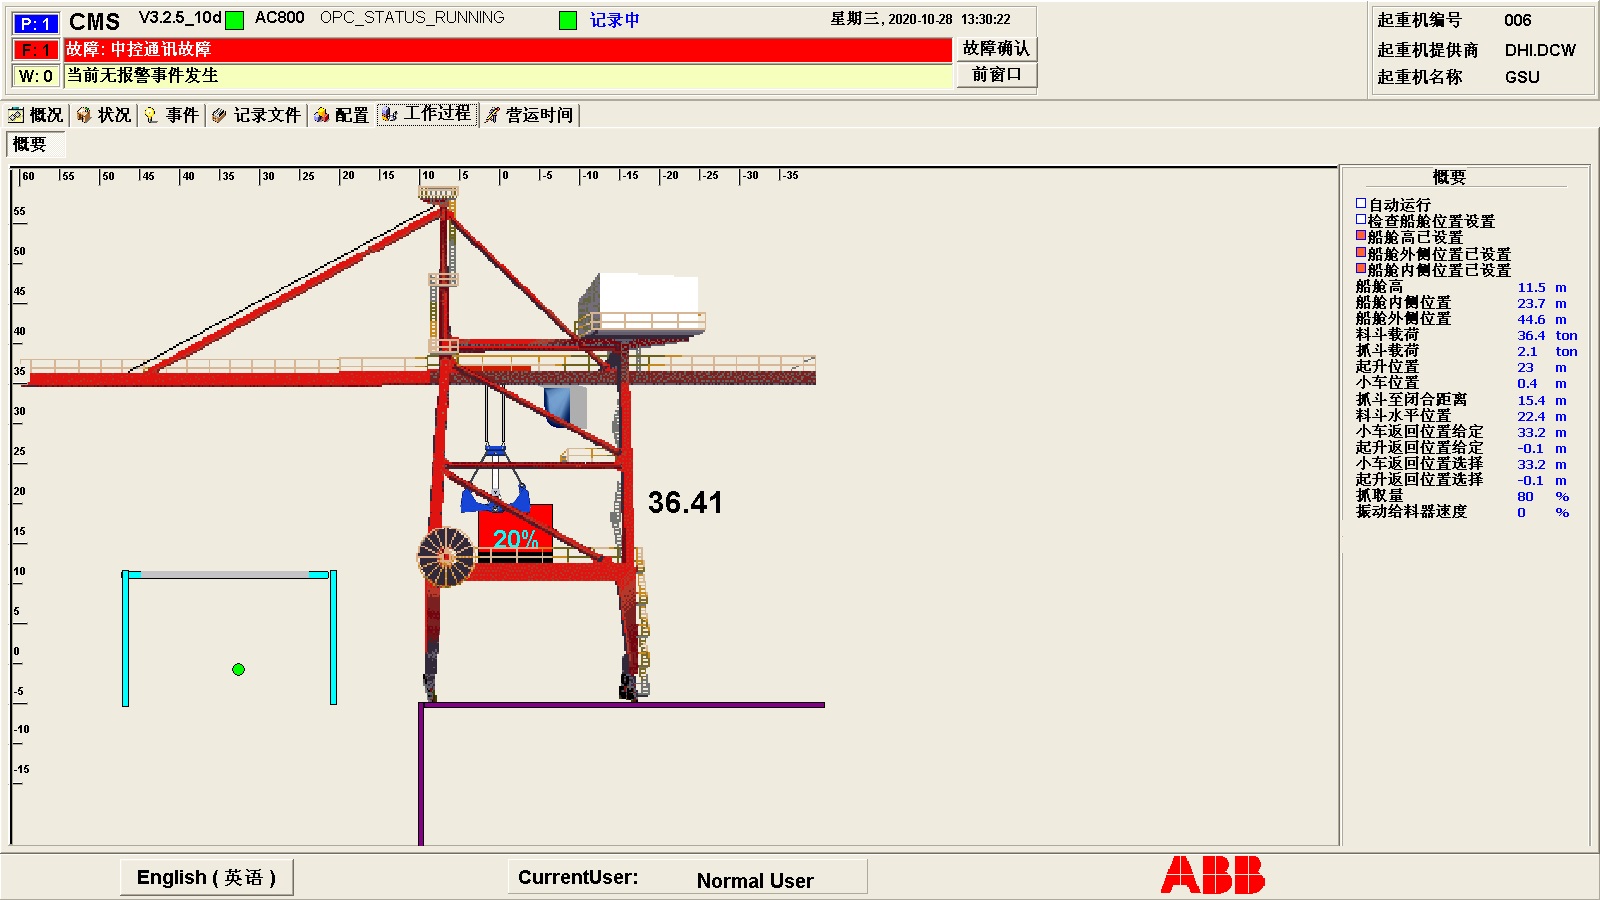 P: 1 CMS V3.2.5_10d AC800 OPC_STATUS_RUNNING 记录中 星期三, 2020-10-28 13:30:22
F: 1 故障: 中控通讯故障 故障确认
W: 0 当前无报警事件发生 前窗口
起重机编号 006
起重机提供商 DHI.DCW
起重机名称 GSU
概况 状况 事件 记录文件 配置 工作过程 营运时间
概要
60 55 50 45 40 35 30 25 20 15 10 5 0 -5 -10 -15 -20 -25 -30 -35
55
50
45
40
35
30
25
20
15
10
5
0
-5
-10
-15
36.41
20%
概要
自动运行
检查船舱位置设置
船舱高已设置
船舱外侧位置已设置
船舱内侧位置已设置
船舱高 11.5 m
船舱内侧位置 23.7 m
船舱外侧位置 44.6 m
料斗载荷 36.4 ton
抓斗载荷 2.1 ton
起升位置 23 m
小车位置 0.4 m
抓斗至闭合距离 15.4 m
料斗水平位置 22.4 m
小车返回位置给定 33.2 m
起升返回位置给定 -0.1 m
小车返回位置选择 33.2 m
起升返回位置选择 -0.1 m
抓取量 80 %
振动给料器速度 0 %
English ( 英语 ) CurrentUser: Normal User ABB